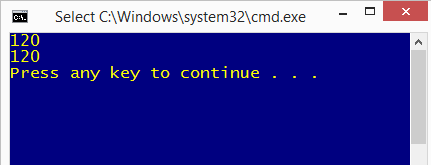 Select C:\Windows\system32\cmd.exe
120
120
Press any key to continue . . .